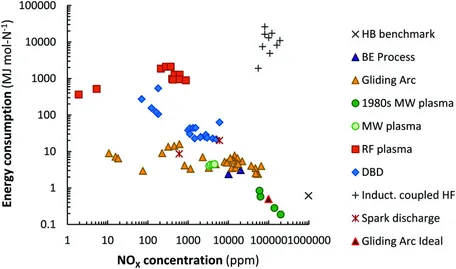 100000
10000
1000
100
10
1
0.1
Energy consumption (MJ mol-N⁻¹)
1 10 100 1000 10000 1000001000000
NOX concentration (ppm)
HB benchmark
BE Process
Gliding Arc
1980s MW plasma
MW plasma
RF plasma
DBD
Induct. coupled HF
Spark discharge
Gliding Arc Ideal